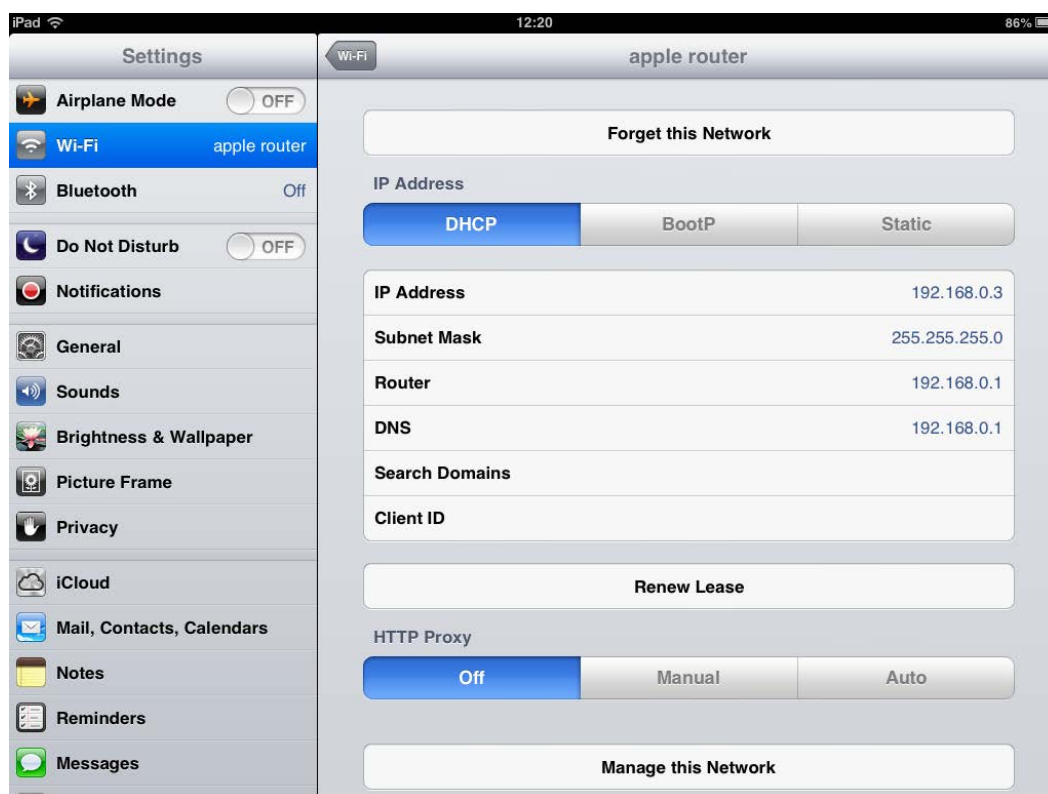 iPad 12:20 86%
Settings
Airplane Mode OFF
Wi-Fi apple router
Bluetooth Off
Do Not Disturb OFF
Notifications
General
Sounds
Brightness & Wallpaper
Picture Frame
Privacy
iCloud
Mail, Contacts, Calendars
Notes
Reminders
Messages
Wi-Fi apple router
Forget this Network
IP Address
DHCP BootP Static
IP Address 192.168.0.3
Subnet Mask 255.255.255.0
Router 192.168.0.1
DNS 192.168.0.1
Search Domains
Client ID
Renew Lease
HTTP Proxy
Off Manual Auto
Manage this Network